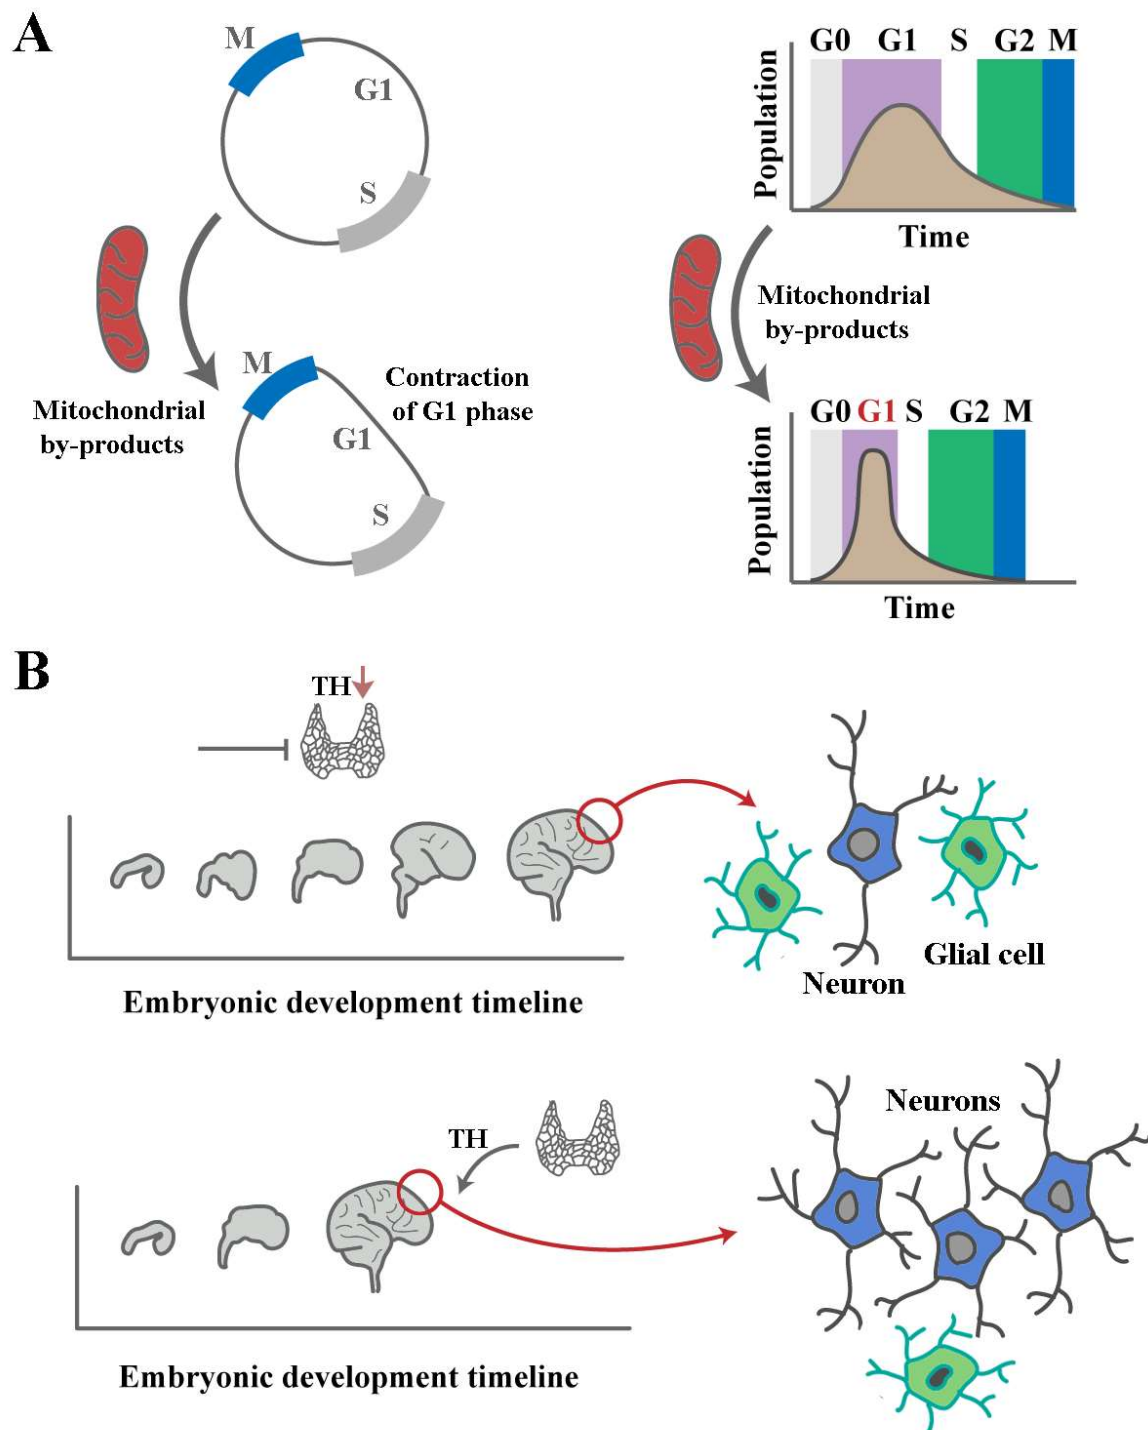 A
M
G1
S
Mitochondrial
by-products
M
G1
S
Contraction
of G1 phase
G0 G1 S G2 M
Population
Time
Mitochondrial
by-products
G0 G1 S G2 M
Population
Time
B
TH
Neuron
Glial cell
Embryonic development timeline
TH
Neurons
Embryonic development timeline